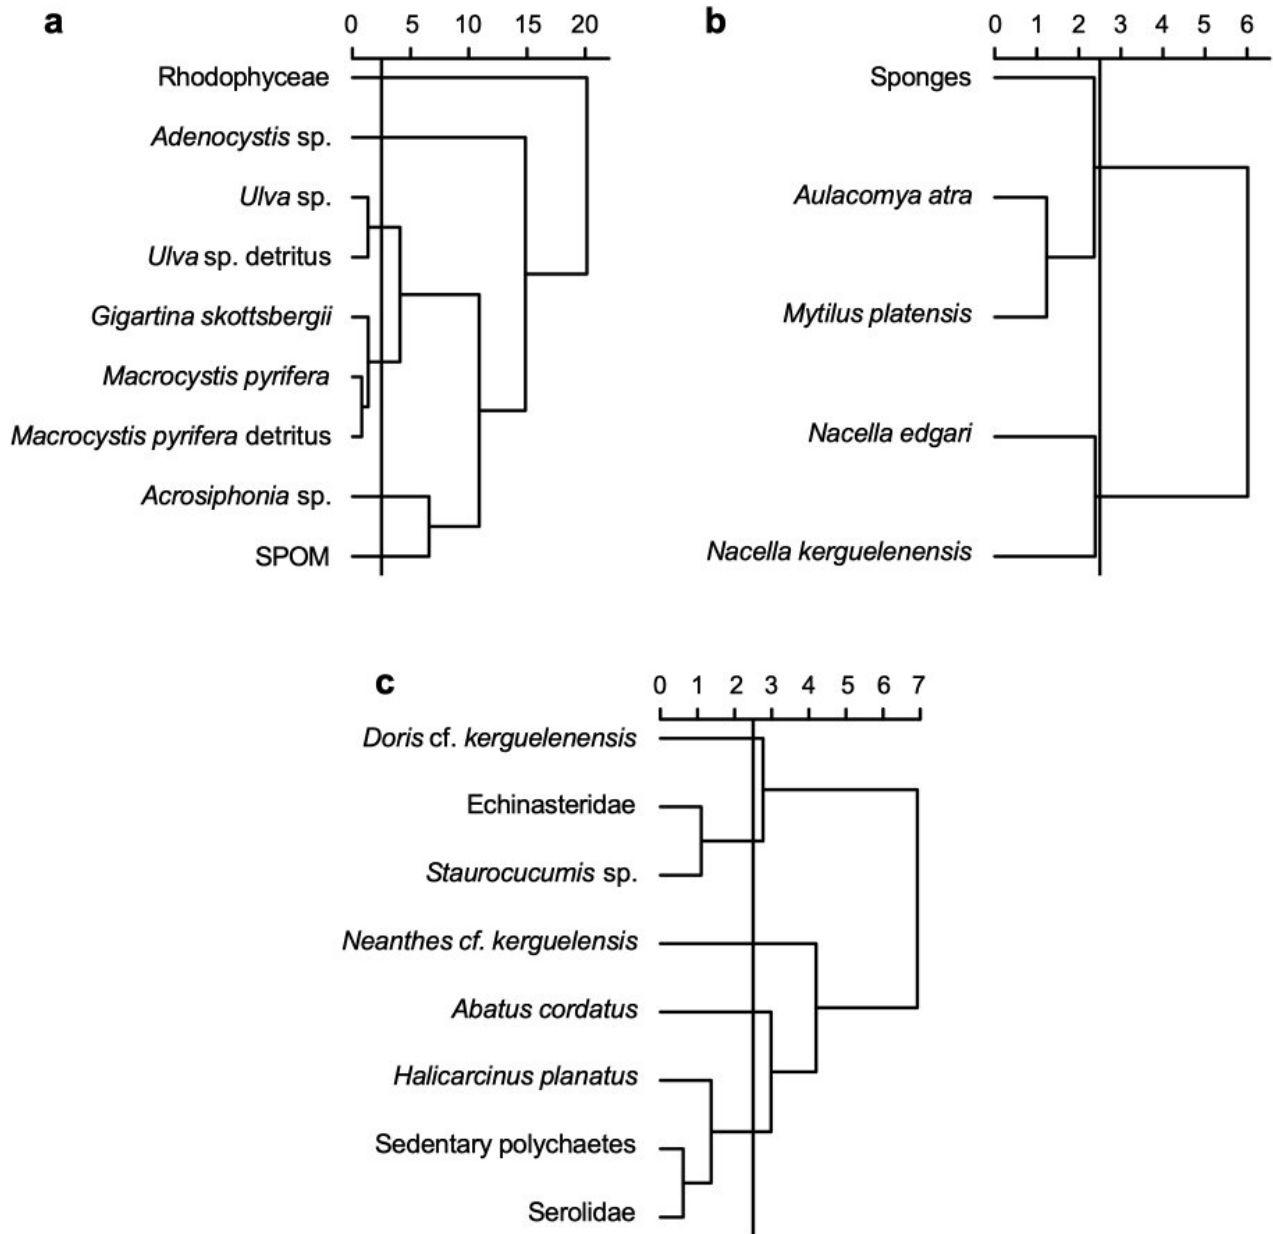 a
0 5 10 15 20
Rhodophyceae
Adenocystis sp.
Ulva sp.
Ulva sp. detritus
Gigartina skottsbergii
Macrocystis pyrifera
Macrocystis pyrifera detritus
Acrosiphonia sp.
SPOM
b
0 1 2 3 4 5 6
Sponges
Aulacomya atra
Mytilus platensis
Nacella edgari
Nacella kerguelenensis
c
0 1 2 3 4 5 6 7
Doris cf. kerguelenensis
Echinasteridae
Staurocucumis sp.
Neanthes cf. kerguelensis
Abatus cordatus
Halicarcinus planatus
Sedentary polychaetes
Serolidae